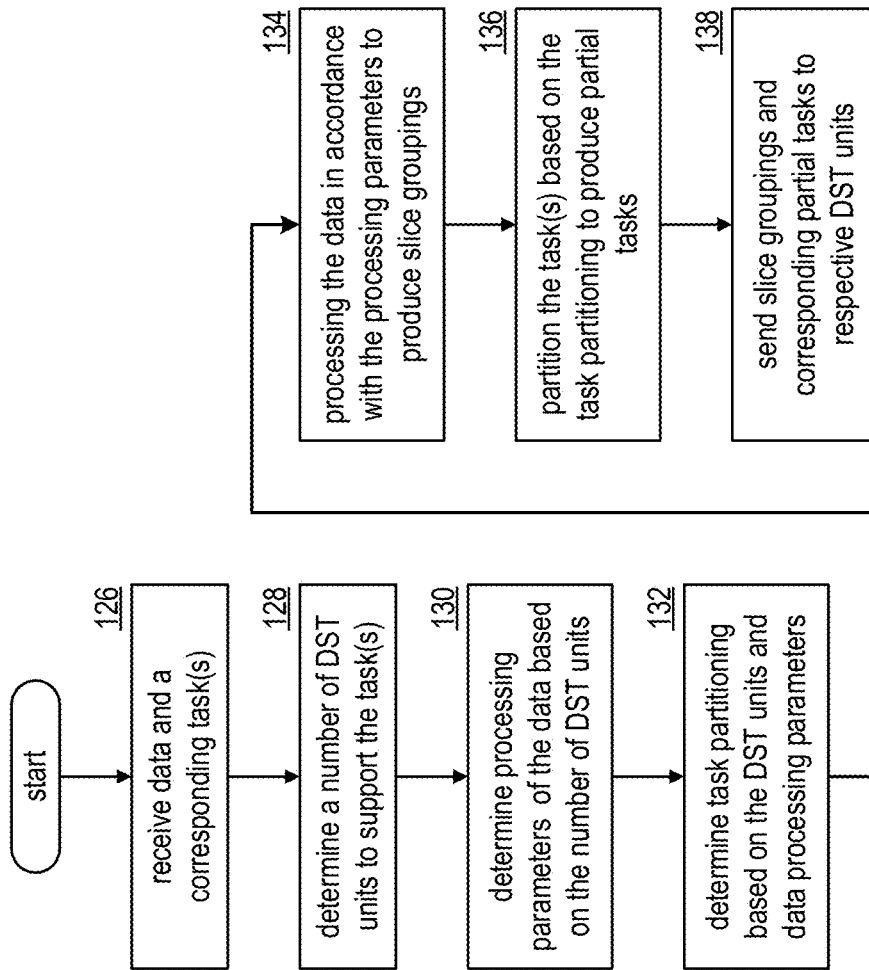 start
126
receive data and a
corresponding task(s)
128
determine a number of DST
units to support the task(s)
130
determine processing
parameters of the data based
on the number of DST units
132
determine task partitioning
based on the DST units and
data processing parameters
134
processing the data in accordance
with the processing parameters to
produce slice groupings
136
partition the task(s) based on the
task partitioning to produce partial
tasks
138
send slice groupings and
corresponding partial tasks to
respective DST units